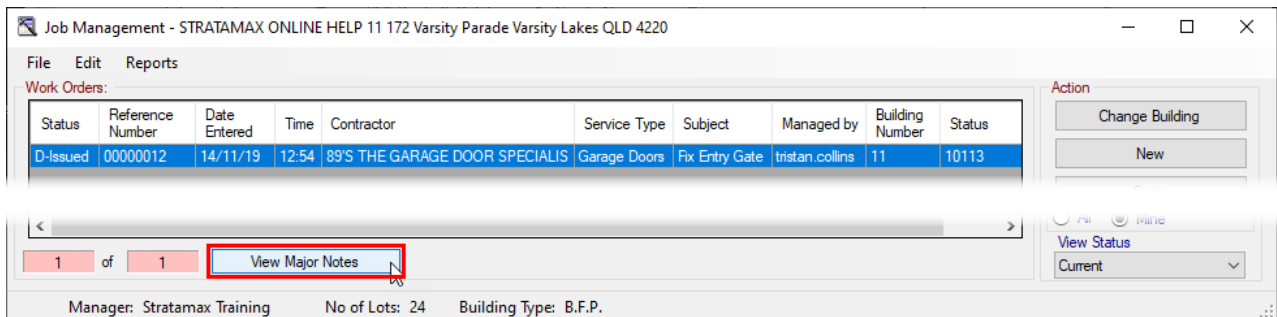 Job Management - STRATAMAX ONLINE HELP 11 172 Varsity Parade Varsity Lakes QLD 4220
File Edit Reports
Work Orders:
Action
Status Reference Number Date Entered Time Contractor Service Type Subject Managed by Building Number Status
Change Building
D-Issued 00000012 14/11/19 12:54 89'S THE GARAGE DOOR SPECIALIS Garage Doors Fix Entry Gate tristan.collins 11 10113
New
All Mine
View Status
1 of 1 View Major Notes
Current
Manager: Stratamax Training No of Lots: 24 Building Type: B.F.P.